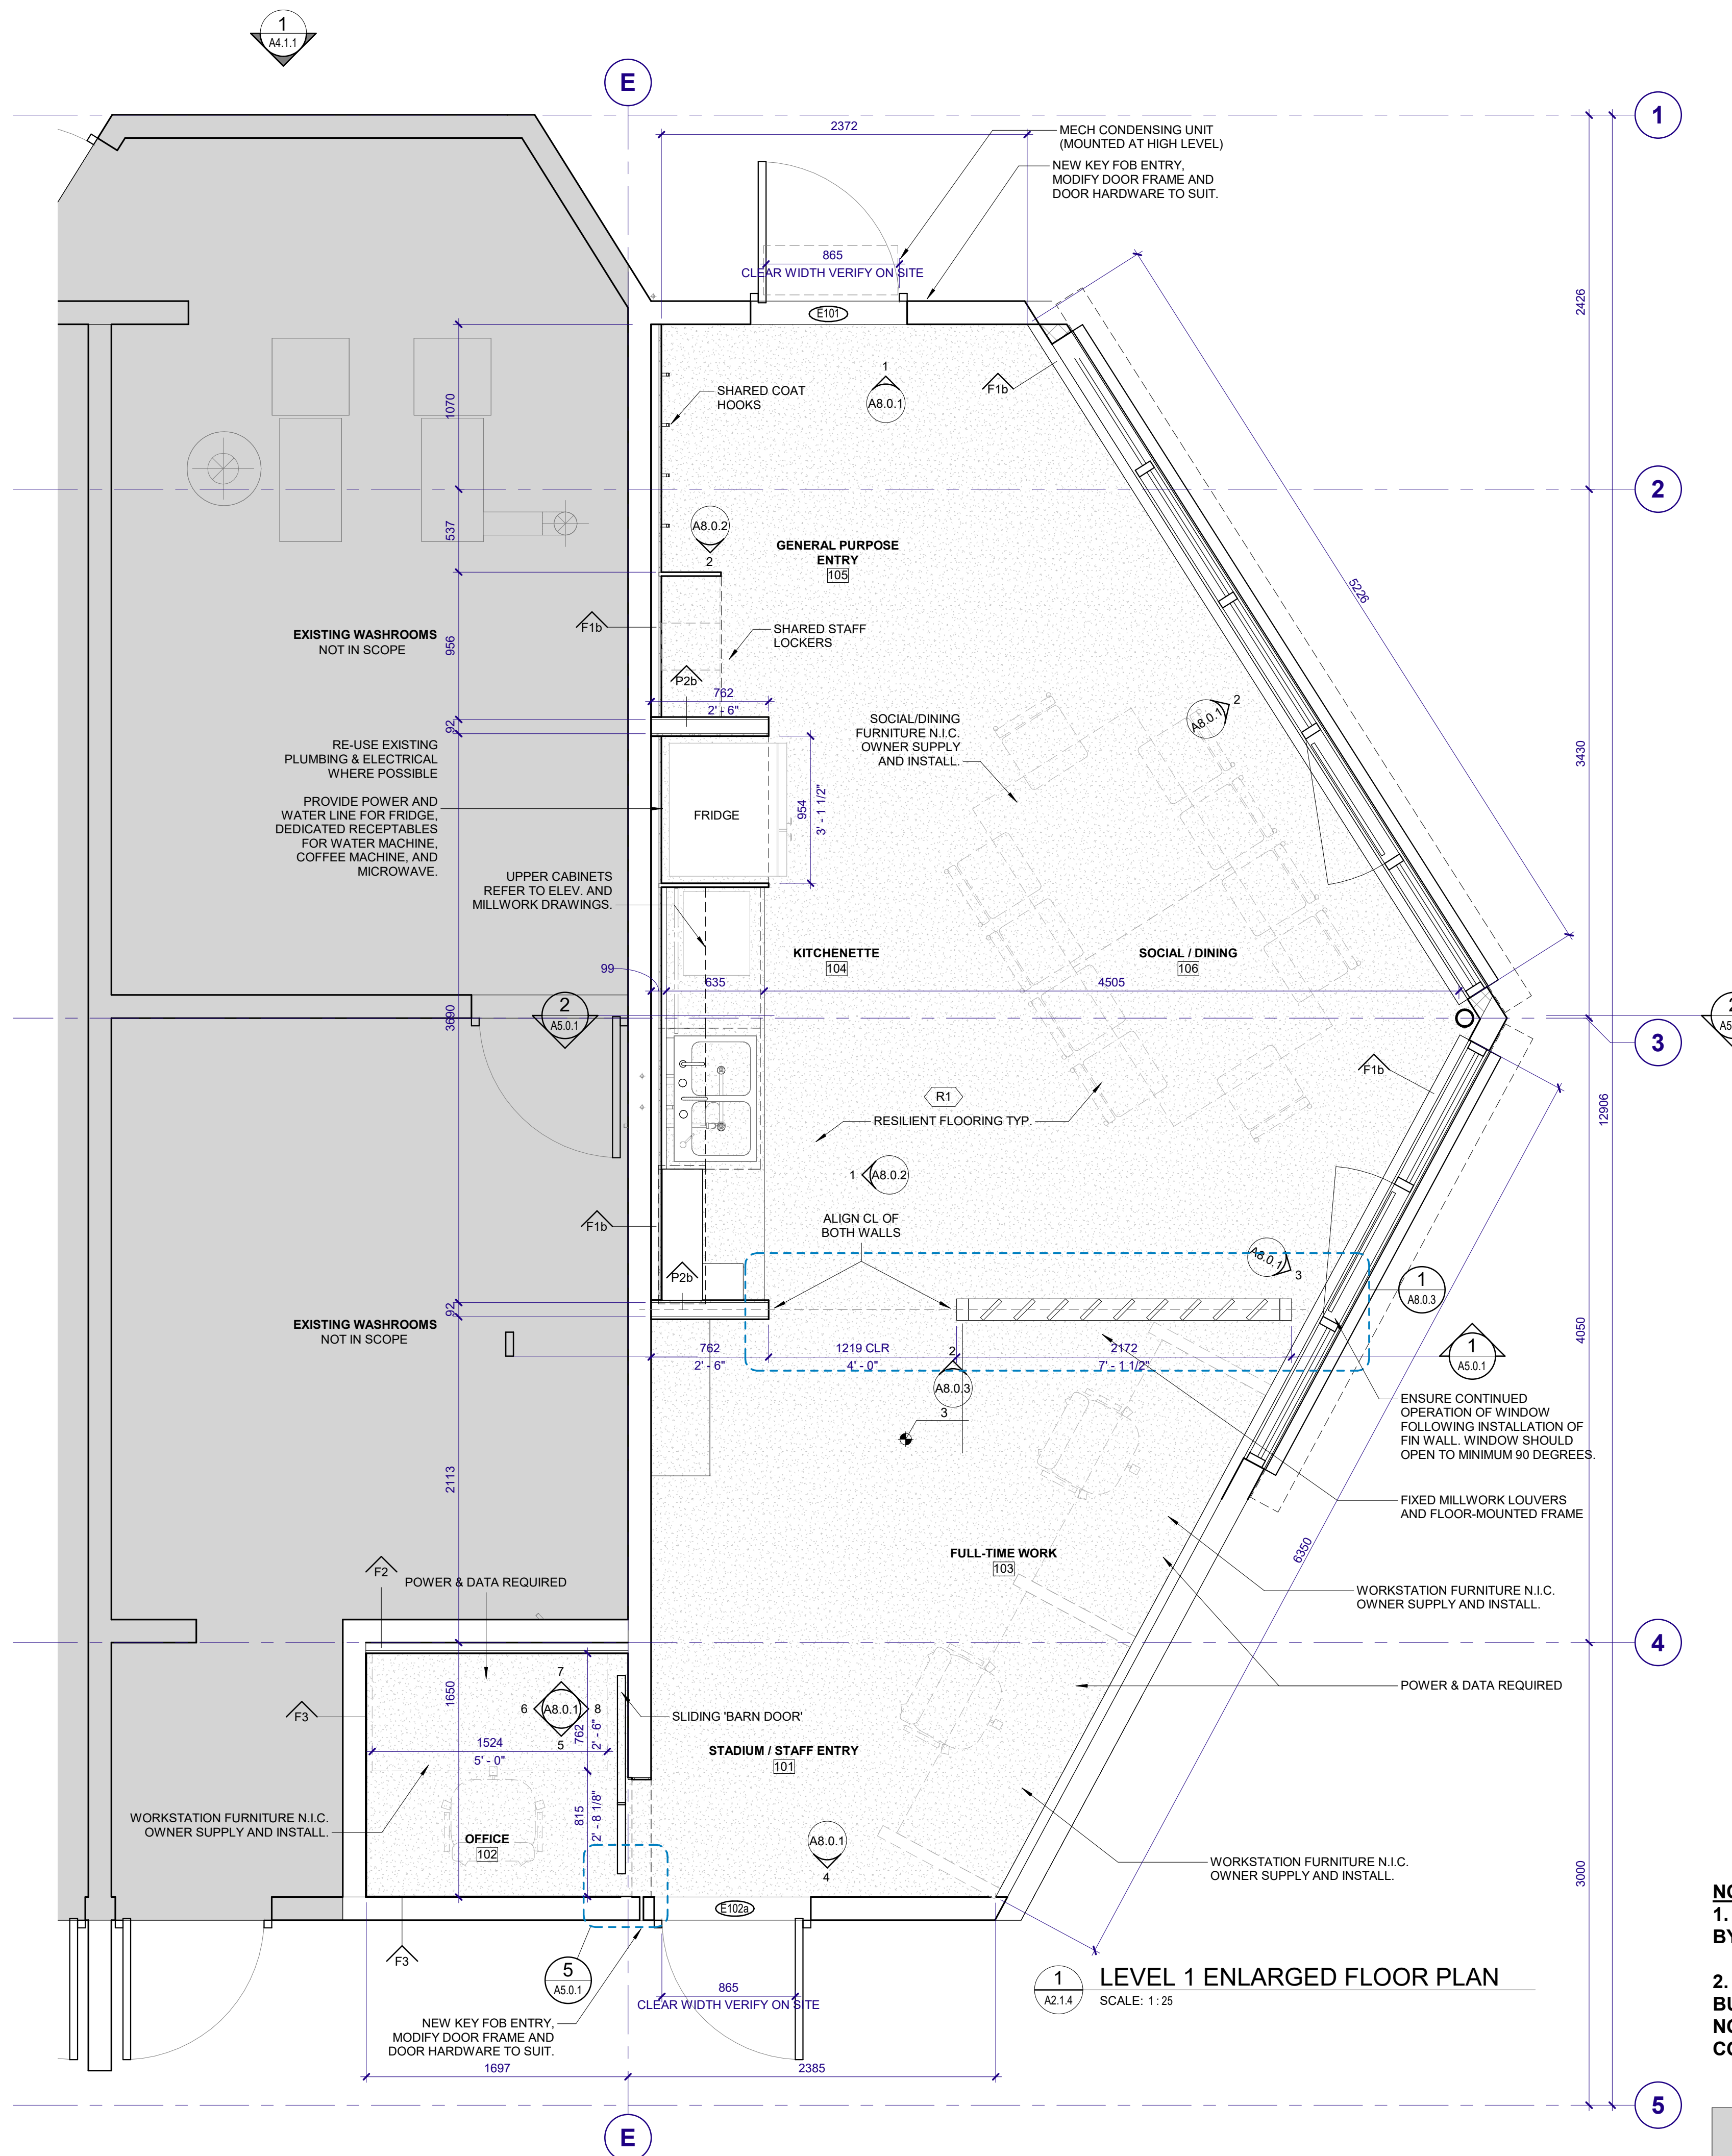 1
A4.1.1
E
1
2372
MECH CONDENSING UNIT
(MOUNTED AT HIGH LEVEL)
NEW KEY FOB ENTRY,
MODIFY DOOR FRAME AND
DOOR HARDWARE TO SUIT.
865
CLEAR WIDTH VERIFY ON SITE
E101
2426
1070
SHARED COAT
HOOKS
1
A8.0.1
F1b
2
537
A8.0.2
2
GENERAL PURPOSE
ENTRY
105
5226
EXISTING WASHROOMS
NOT IN SCOPE
956
F1b
SHARED STAFF
LOCKERS
P2b
762
2' - 6"
92
A8.0.1
2
SOCIAL/DINING
FURNITURE N.I.C.
OWNER SUPPLY
AND INSTALL.
3430
RE-USE EXISTING
PLUMBING & ELECTRICAL
WHERE POSSIBLE
PROVIDE POWER AND
WATER LINE FOR FRIDGE,
DEDICATED RECEPTABLES
FOR WATER MACHINE,
COFFEE MACHINE, AND
MICROWAVE.
FRIDGE
954
3' - 1 1/2"
UPPER CABINETS
REFER TO ELEV. AND
MILLWORK DRAWINGS.
KITCHENETTE
104
SOCIAL / DINING
106
99
635
4505
3690
2
A5.0.1
2
A5
3
F1b
R1
RESILIENT FLOORING TYP.
12906
1
A8.0.2
F1b
ALIGN CL OF
BOTH WALLS
A8.0.1
3
P2b
1
A8.0.3
92
EXISTING WASHROOMS
NOT IN SCOPE
4050
762
2' - 6"
1219 CLR
4' - 0"
2172
7' - 1 1/2"
1
A5.0.1
2
A8.0.3
3
ENSURE CONTINUED
OPERATION OF WINDOW
FOLLOWING INSTALLATION OF
FIN WALL. WINDOW SHOULD
OPEN TO MINIMUM 90 DEGREES.
2113
FIXED MILLWORK LOUVERS
AND FLOOR-MOUNTED FRAME
6350
FULL-TIME WORK
103
F2
POWER & DATA REQUIRED
WORKSTATION FURNITURE N.I.C.
OWNER SUPPLY AND INSTALL.
4
POWER & DATA REQUIRED
1650
F3
7
6
A8.0.1
8
5
762
2' - 6"
SLIDING 'BARN DOOR'
1524
5' - 0"
STADIUM / STAFF ENTRY
101
WORKSTATION FURNITURE N.I.C.
OWNER SUPPLY AND INSTALL.
815
2' - 8 1/8"
OFFICE
102
A8.0.1
4
WORKSTATION FURNITURE N.I.C.
OWNER SUPPLY AND INSTALL.
3000
E102a
F3
5
A5.0.1
865
CLEAR WIDTH VERIFY ON SITE
NEW KEY FOB ENTRY,
MODIFY DOOR FRAME AND
DOOR HARDWARE TO SUIT.
1
A2.1.4
LEVEL 1 ENLARGED FLOOR PLAN
SCALE: 1 : 25
1697
2385
5
E
1.
BY
2.
BU
NO
CO